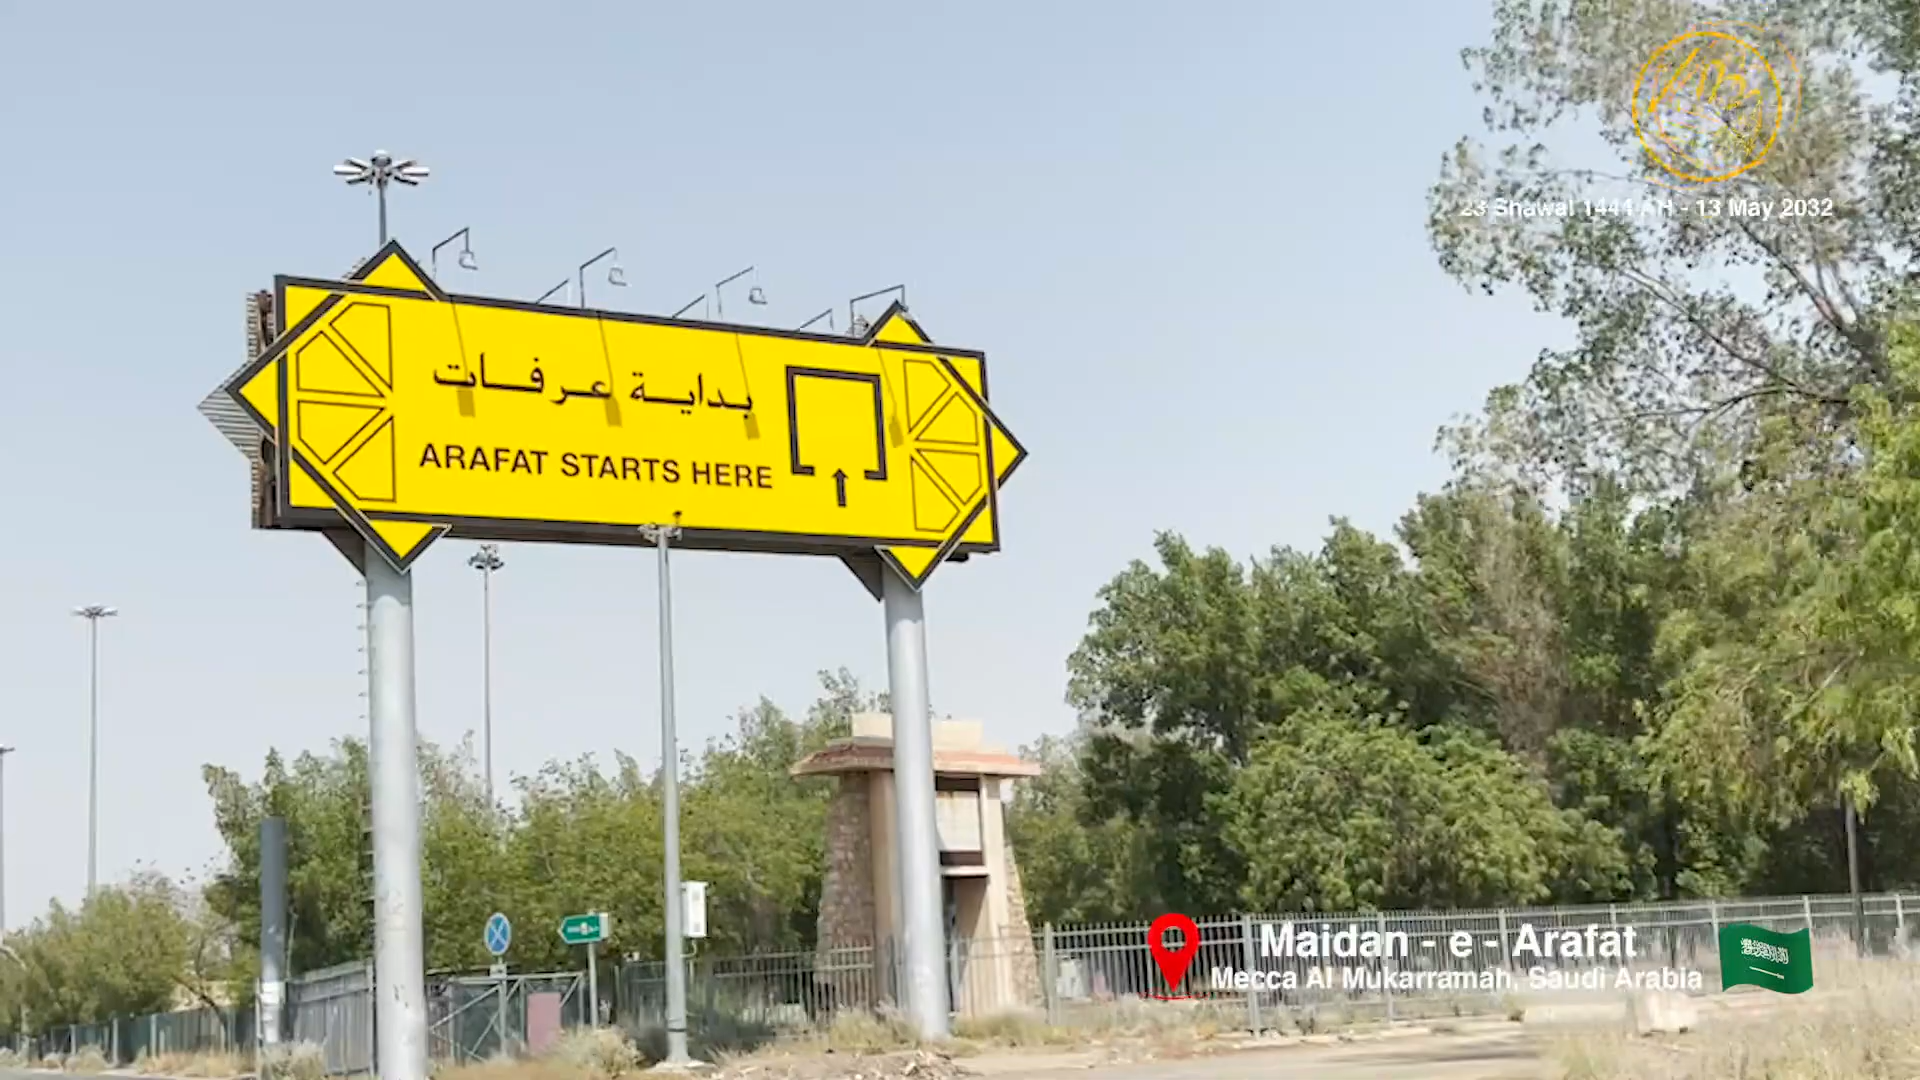 23 Shawal 1444 AH - 13 May 2032
بداية عرفات
ARAFAT STARTS HERE
Maidan - e - Arafat
Mecca Al Mukarramah, Saudi Arabia